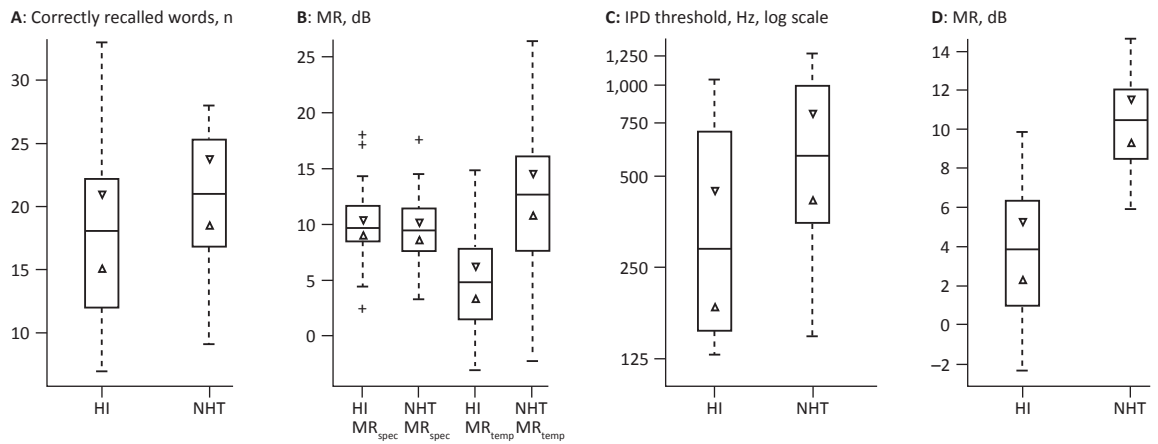 A: Correctly recalled words, n
30
25
20
15
10
HI NHT
B: MR, dB
25
20
15
10
5
0
HI NHT HI NHT
MRspec MRspec MRtemp MRtemp
C: IPD threshold, Hz, log scale
1,250
1,000
750
500
250
125
HI NHT
D: MR, dB
14
12
10
8
6
4
2
0
–2
HI NHT